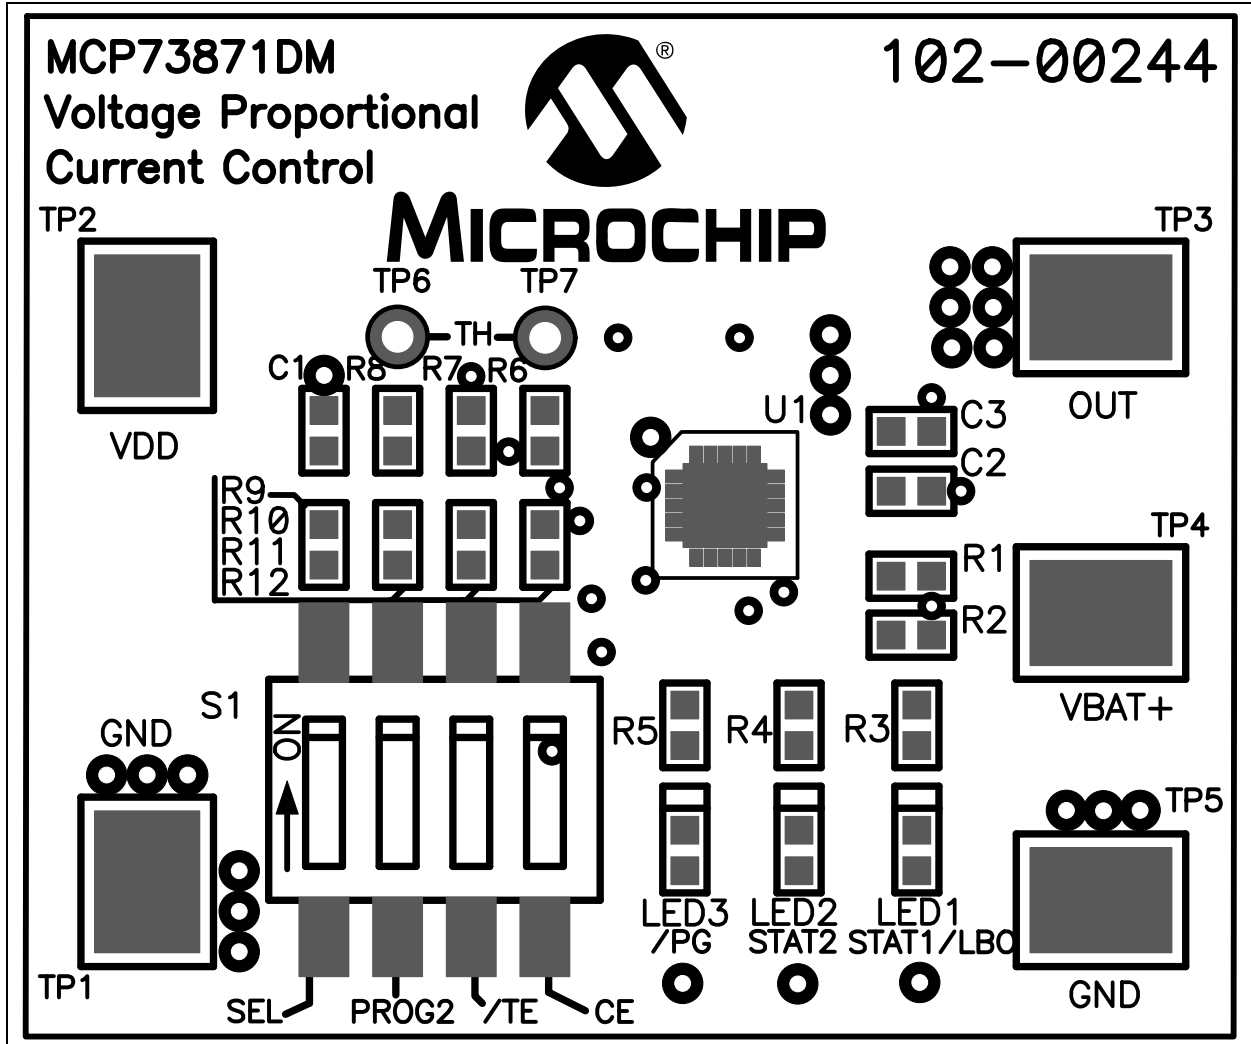 MCP73871DM
102-00244
Voltage Proportional
Current Control
®
MICROCHIP
TP2
TP3
TP6
TP7
TH
C1
R8
R7
R6
OUT
U1
C3
VDD
C2
R9
R10
R11
R12
TP4
R1
R2
VBAT+
S1
ON
GND
R5
R4
R3
TP5
LED3
LED2
LED1
/PG
STAT2
STAT1/LBO
TP1
GND
SEL
PROG2
/TE
CE